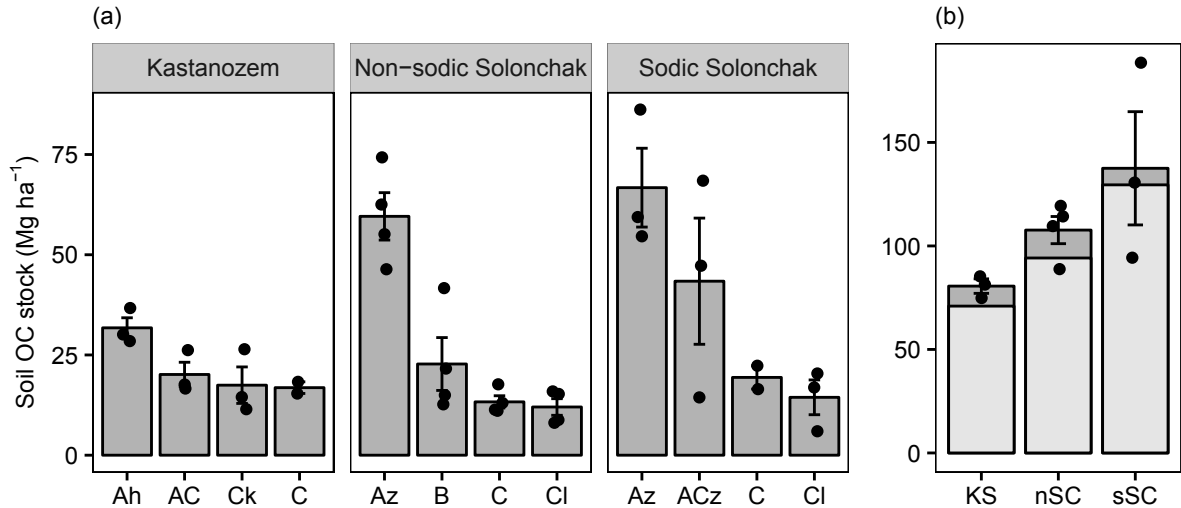 (a) (b)
Kastanozem Non−sodic Solonchak Sodic Solonchak
Soil OC stock (Mg ha⁻¹)
75
50
25
0
150
100
50
0
Ah AC Ck C Az B C Cl Az ACz C Cl KS nSC sSC